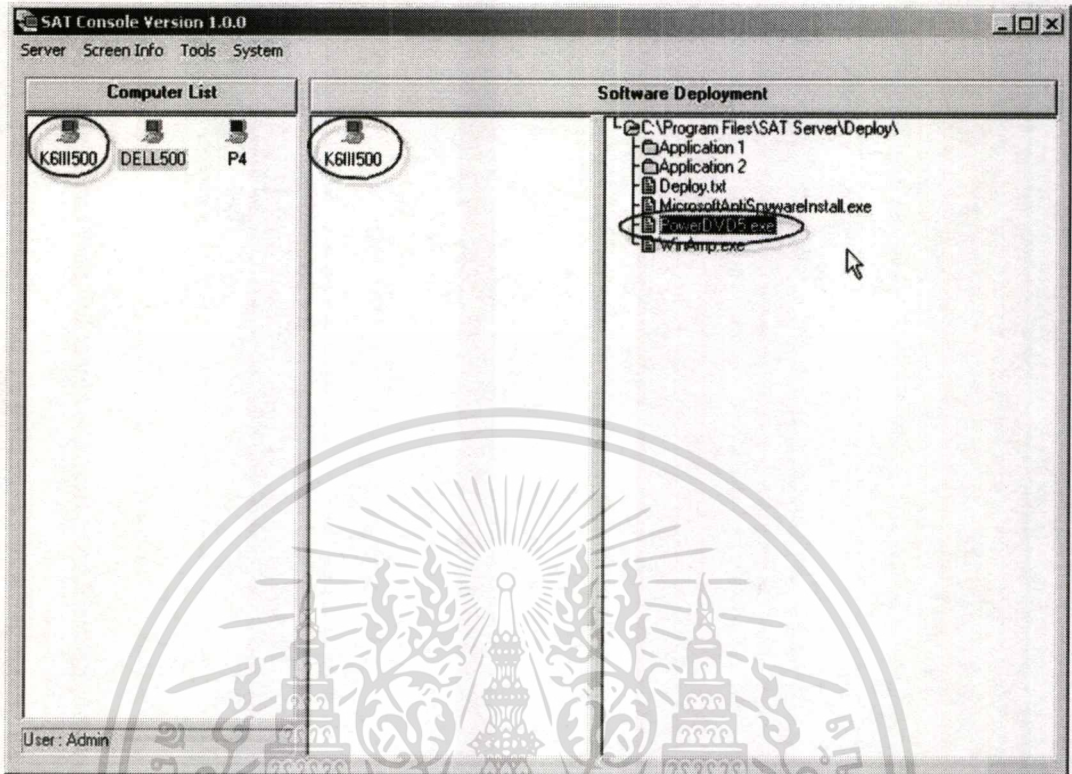 SAT Console Version 1.0.0
Server Screen Info Tools System
Computer List
Software Deployment
K6III500 DELL500 P4
K6III500
C:\Program Files\SAT Server\Deploy\
Application 1
Application 2
Deploy.txt
MicrosoftAntiSpywareInstall.exe
PowerDVD5.exe
WinAmp.exe
User : Admin